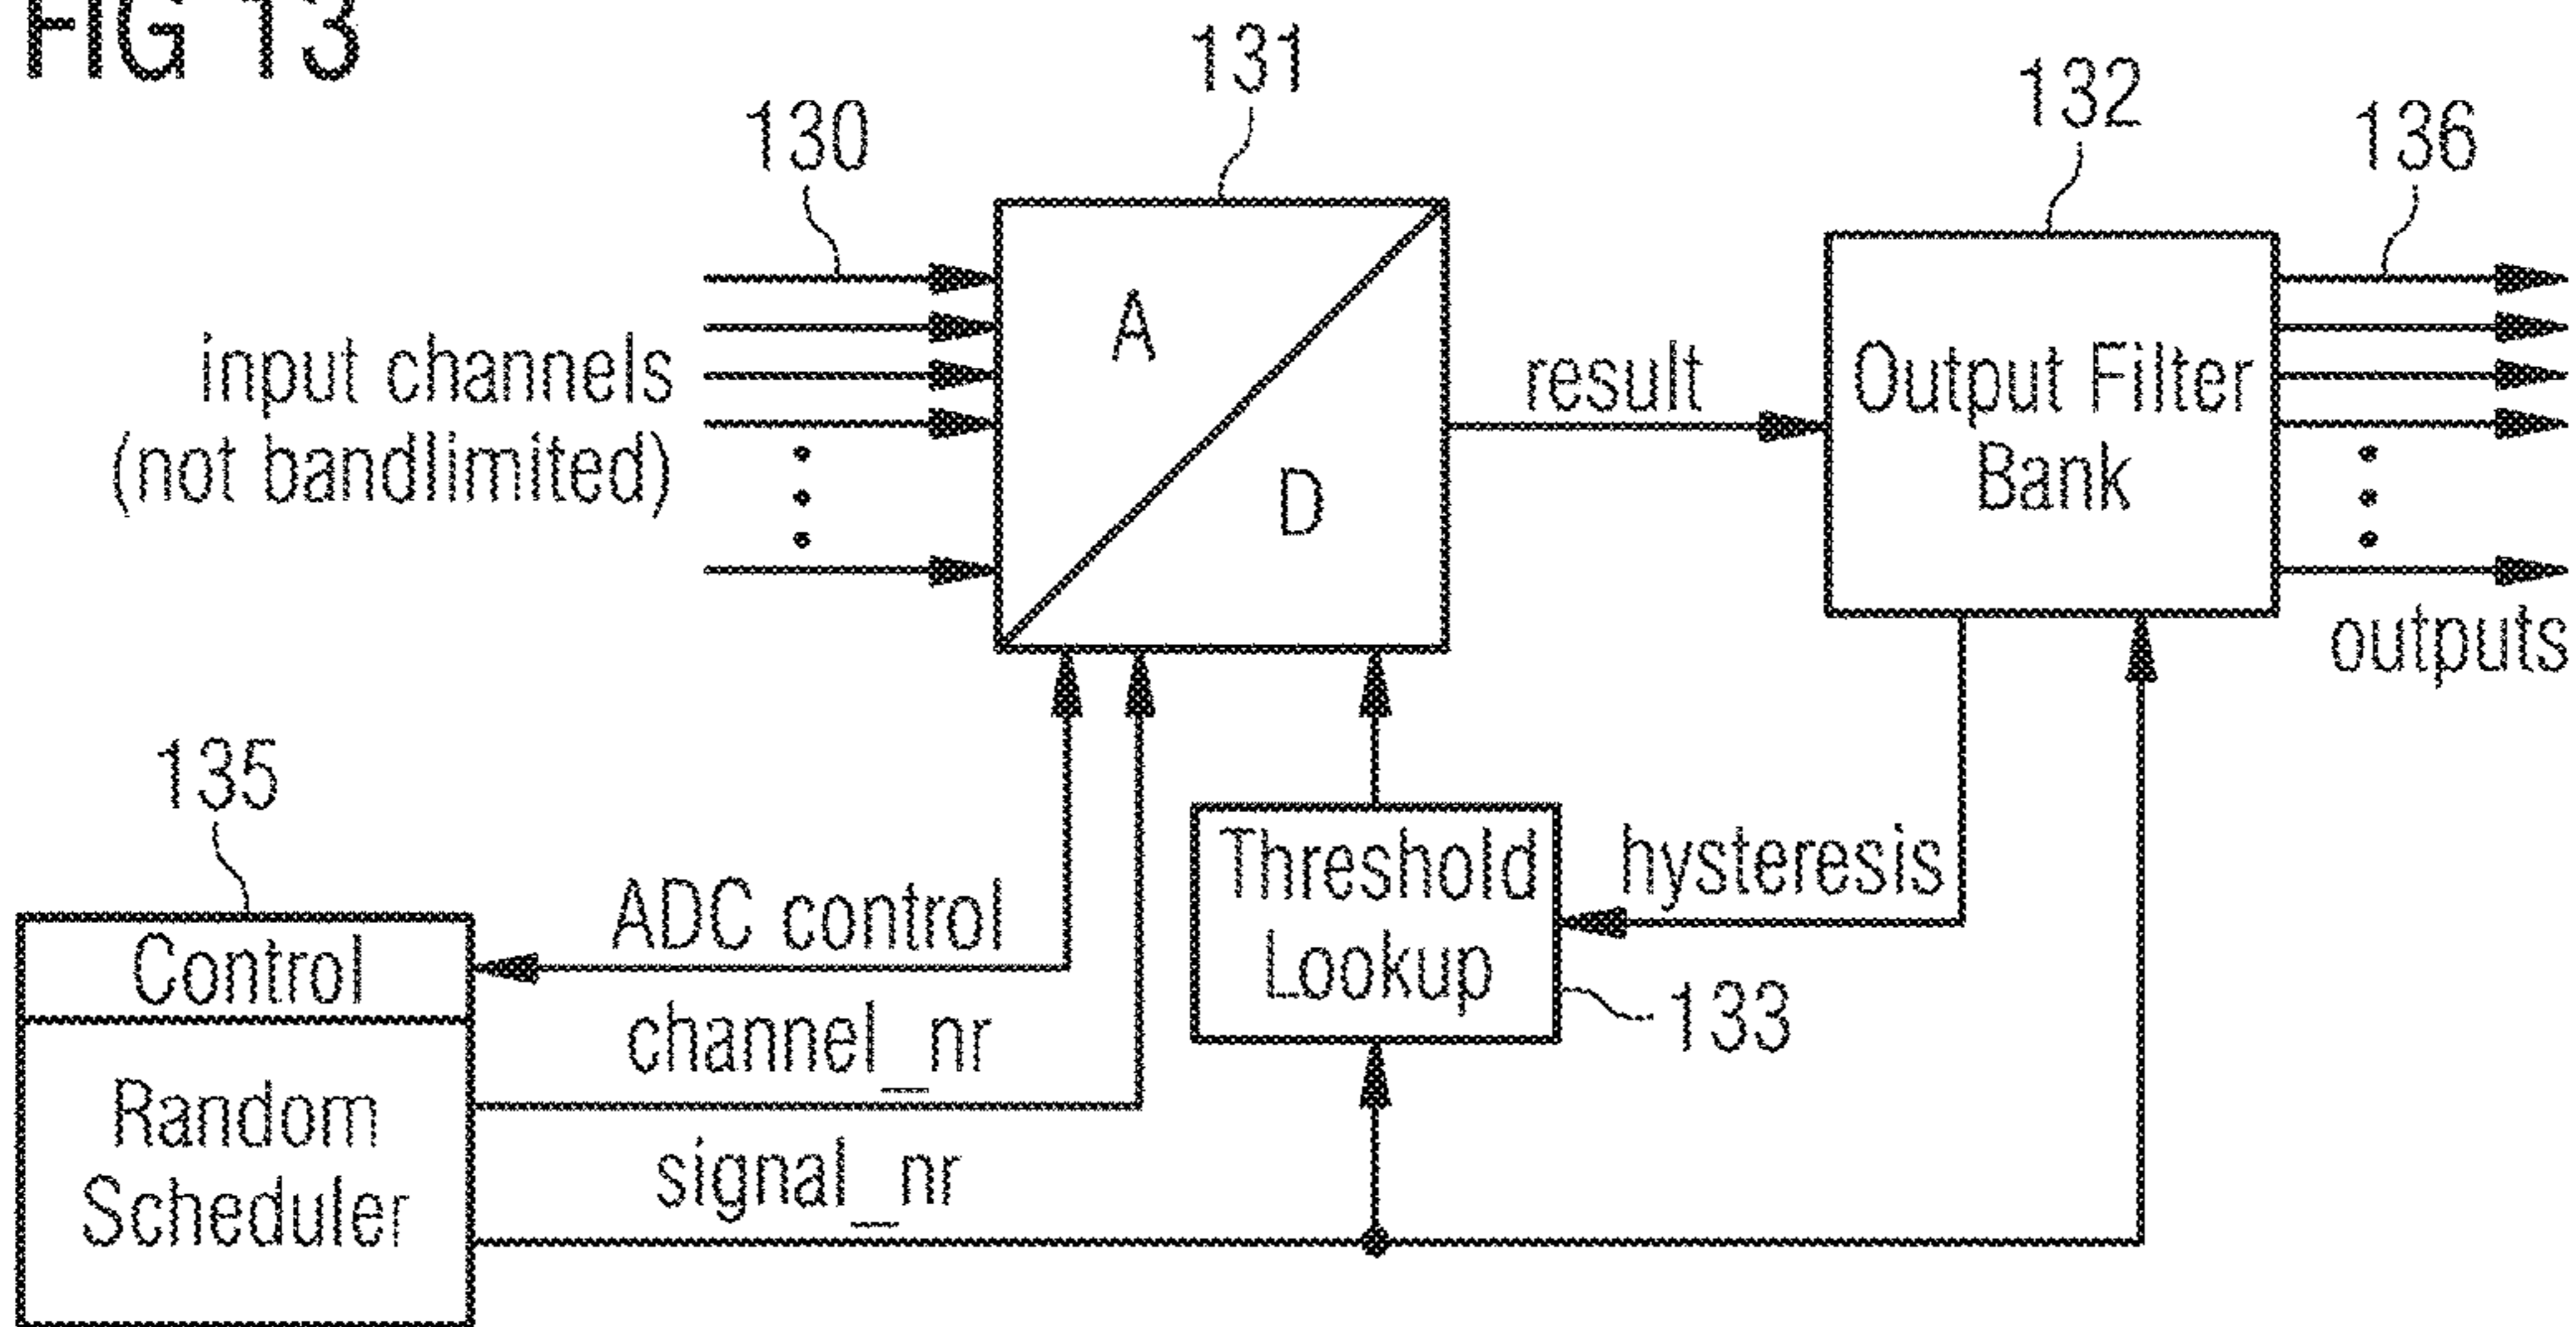 FIG 13
131
132
130
136
input channels
(not bandlimited)
A
D
result
Output Filter
Bank
outputs
135
Control
Random
Scheduler
ADC control
channel_nr
signal_nr
Threshold
Lookup
hysteresis
133